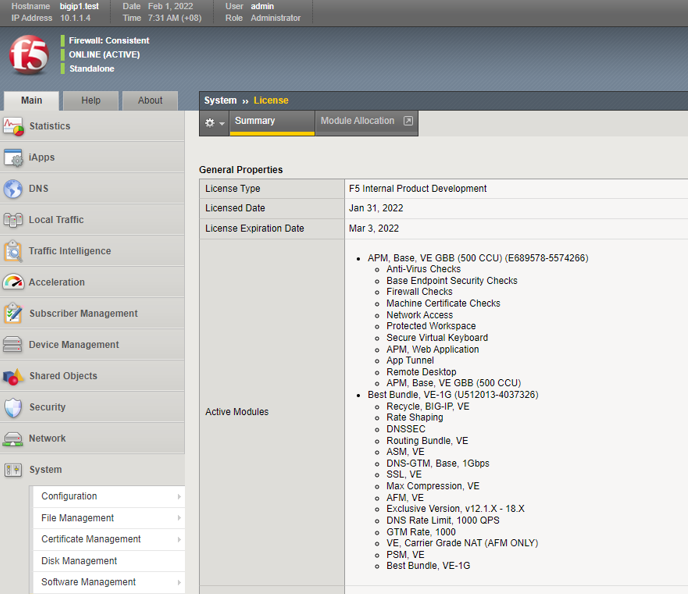 Hostname bigip1.test Date Feb 1, 2022 User admin
IP Address 10.1.1.4 Time 7:31 AM (+08) Role Administrator
f5
Firewall: Consistent
ONLINE (ACTIVE)
Standalone
Main Help About
System ›› License
Summary Module Allocation
Statistics
iApps
DNS
Local Traffic
Traffic Intelligence
Acceleration
Subscriber Management
Device Management
Shared Objects
Security
Network
System
Configuration
File Management
Certificate Management
Disk Management
Software Management
General Properties
License Type F5 Internal Product Development
Licensed Date Jan 31, 2022
License Expiration Date Mar 3, 2022
Active Modules
APM, Base, VE GBB (500 CCU) (E689578-5574266)
Anti-Virus Checks
Base Endpoint Security Checks
Firewall Checks
Machine Certificate Checks
Network Access
Protected Workspace
Secure Virtual Keyboard
APM, Web Application
App Tunnel
Remote Desktop
APM, Base, VE GBB (500 CCU)
Best Bundle, VE-1G (U512013-4037326)
Recycle, BIG-IP, VE
Rate Shaping
DNSSEC
Routing Bundle, VE
ASM, VE
DNS-GTM, Base, 1Gbps
SSL, VE
Max Compression, VE
AFM, VE
Exclusive Version, v12.1.X - 18.X
DNS Rate Limit, 1000 QPS
GTM Rate, 1000
VE, Carrier Grade NAT (AFM ONLY)
PSM, VE
Best Bundle, VE-1G